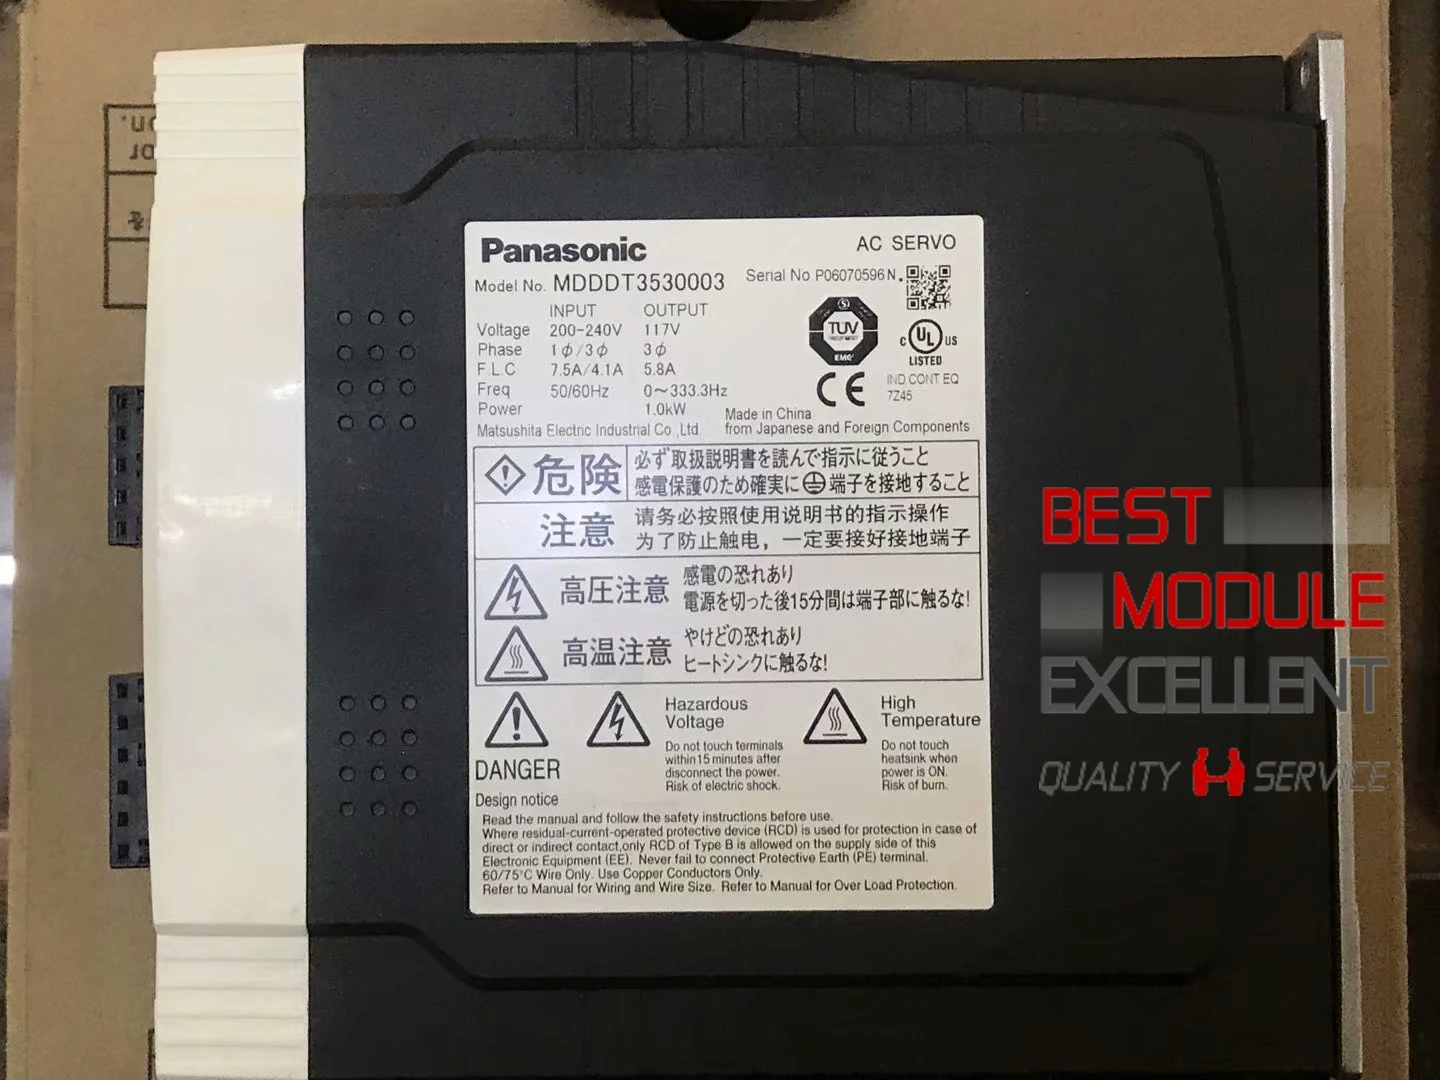 Panasonic
AC SERVO
Model No. MDDDT3530003
Serial No. P06070596N
INPUT OUTPUT
Voltage 200-240V 117V
Phase 1φ/3φ 3φ
F.L.C 7.5A/4.1A 5.8A
Freq 50/60Hz 0~333.3Hz
Power 1.0kW
TUV
EMC
C UL US
LISTED
CE
IND.CONT.EQ
7Z45
Made in China
Matsushita Electric Industrial Co.,Ltd. from Japanese and Foreign Components
危険
必ず取扱説明書を読んで指示に従うこと
感電保護のため確実に⏚端子を接地すること
注意
请务必按照使用说明书的指示操作
为了防止触电，一定要接好接地端子
高圧注意
感電の恐れあり
電源を切った後15分間は端子部に触るな!
高温注意
やけどの恐れあり
ヒートシンクに触るな!
DANGER
Hazardous
Voltage
Do not touch terminals
within 15 minutes after
disconnect the power.
Risk of electric shock.
High
Temperature
Do not touch
heatsink when
power is ON.
Risk of burn.
Design notice
Read the manual and follow the safety instructions before use.
Where residual-current-operated protective device (RCD) is used for protection in case of
direct or indirect contact,only RCD of Type B is allowed on the supply side of this
Electronic Equipment (EE). Never fail to connect Protective Earth (PE) terminal.
60/75°C Wire Only. Use Copper Conductors Only.
Refer to Manual for Wiring and Wire Size. Refer to Manual for Over Load Protection.
BEST
MODULE
EXCELLENT
QUALITY SERVICE